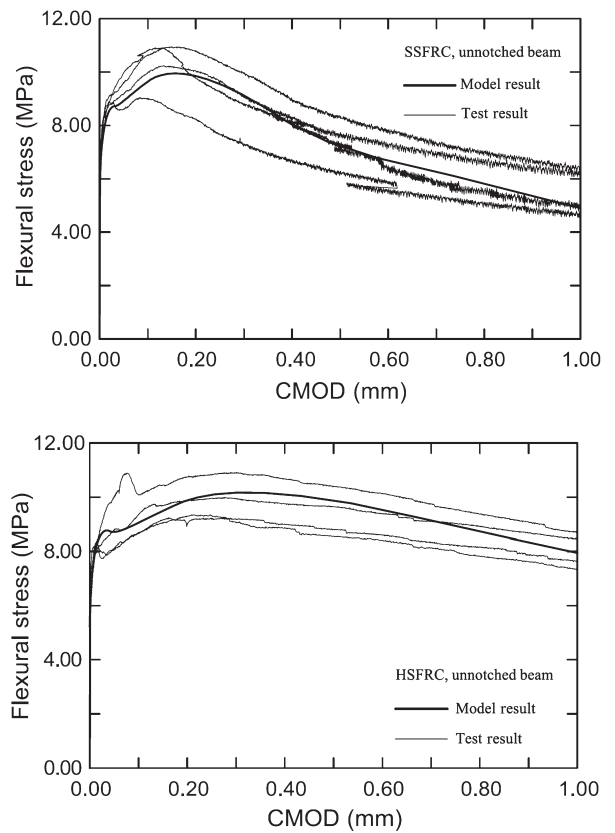 12.00
SSFRC, unnotched beam
Model result
Test result
8.00
4.00
0.00
Flexural stress (MPa)
0.00 0.20 0.40 0.60 0.80 1.00
CMOD (mm)
12.00
8.00
4.00
0.00
Flexural stress (MPa)
HSFRC, unnotched beam
Model result
Test result
0.00 0.20 0.40 0.60 0.80 1.00
CMOD (mm)